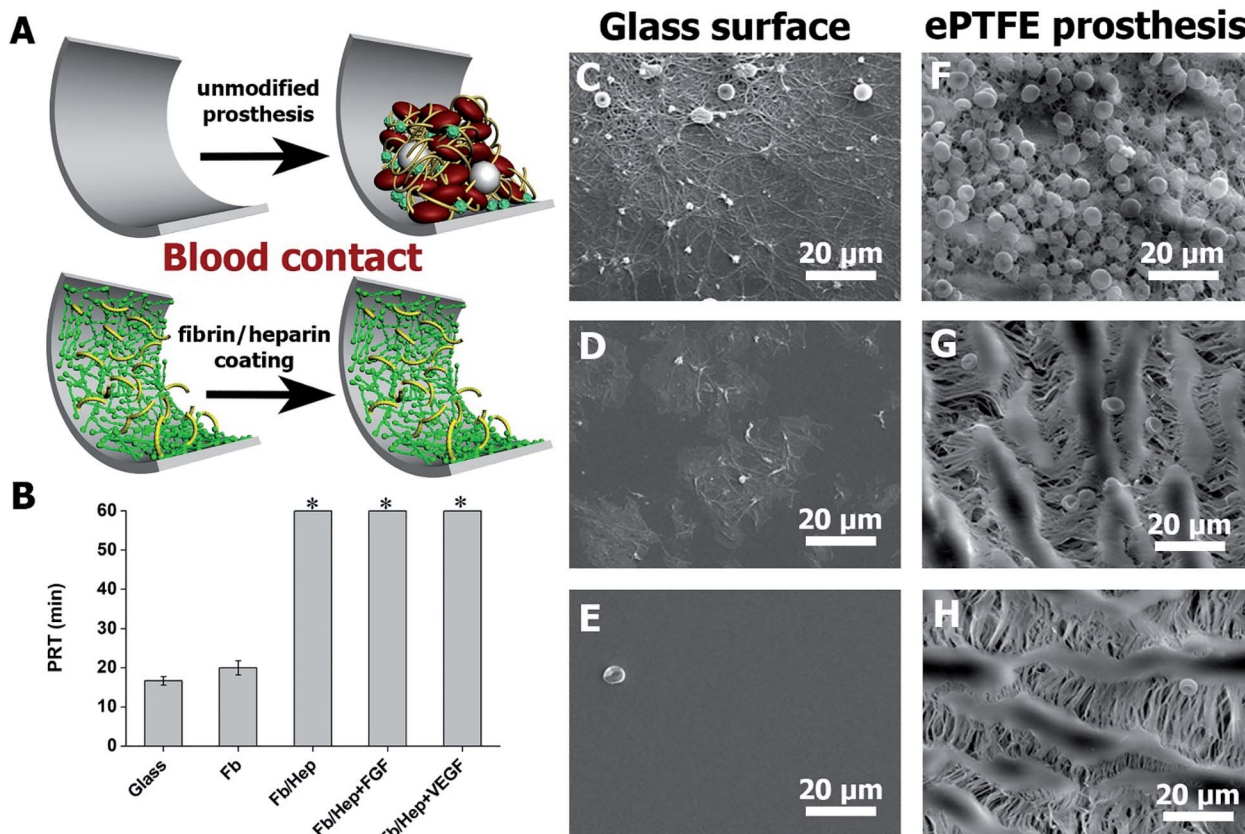 A
unmodified
prosthesis
Blood contact
fibrin/heparin
coating
B
PRT (min)
60
50
40
30
20
10
0
*
*
*
Glass
Fb
Fb/Hep
Fb/Hep+FGF
Fb/Hep+VEGF
Glass surface
ePTFE prosthesis
C
20 µm
F
20 µm
D
20 µm
G
20 µm
E
20 µm
H
20 µm